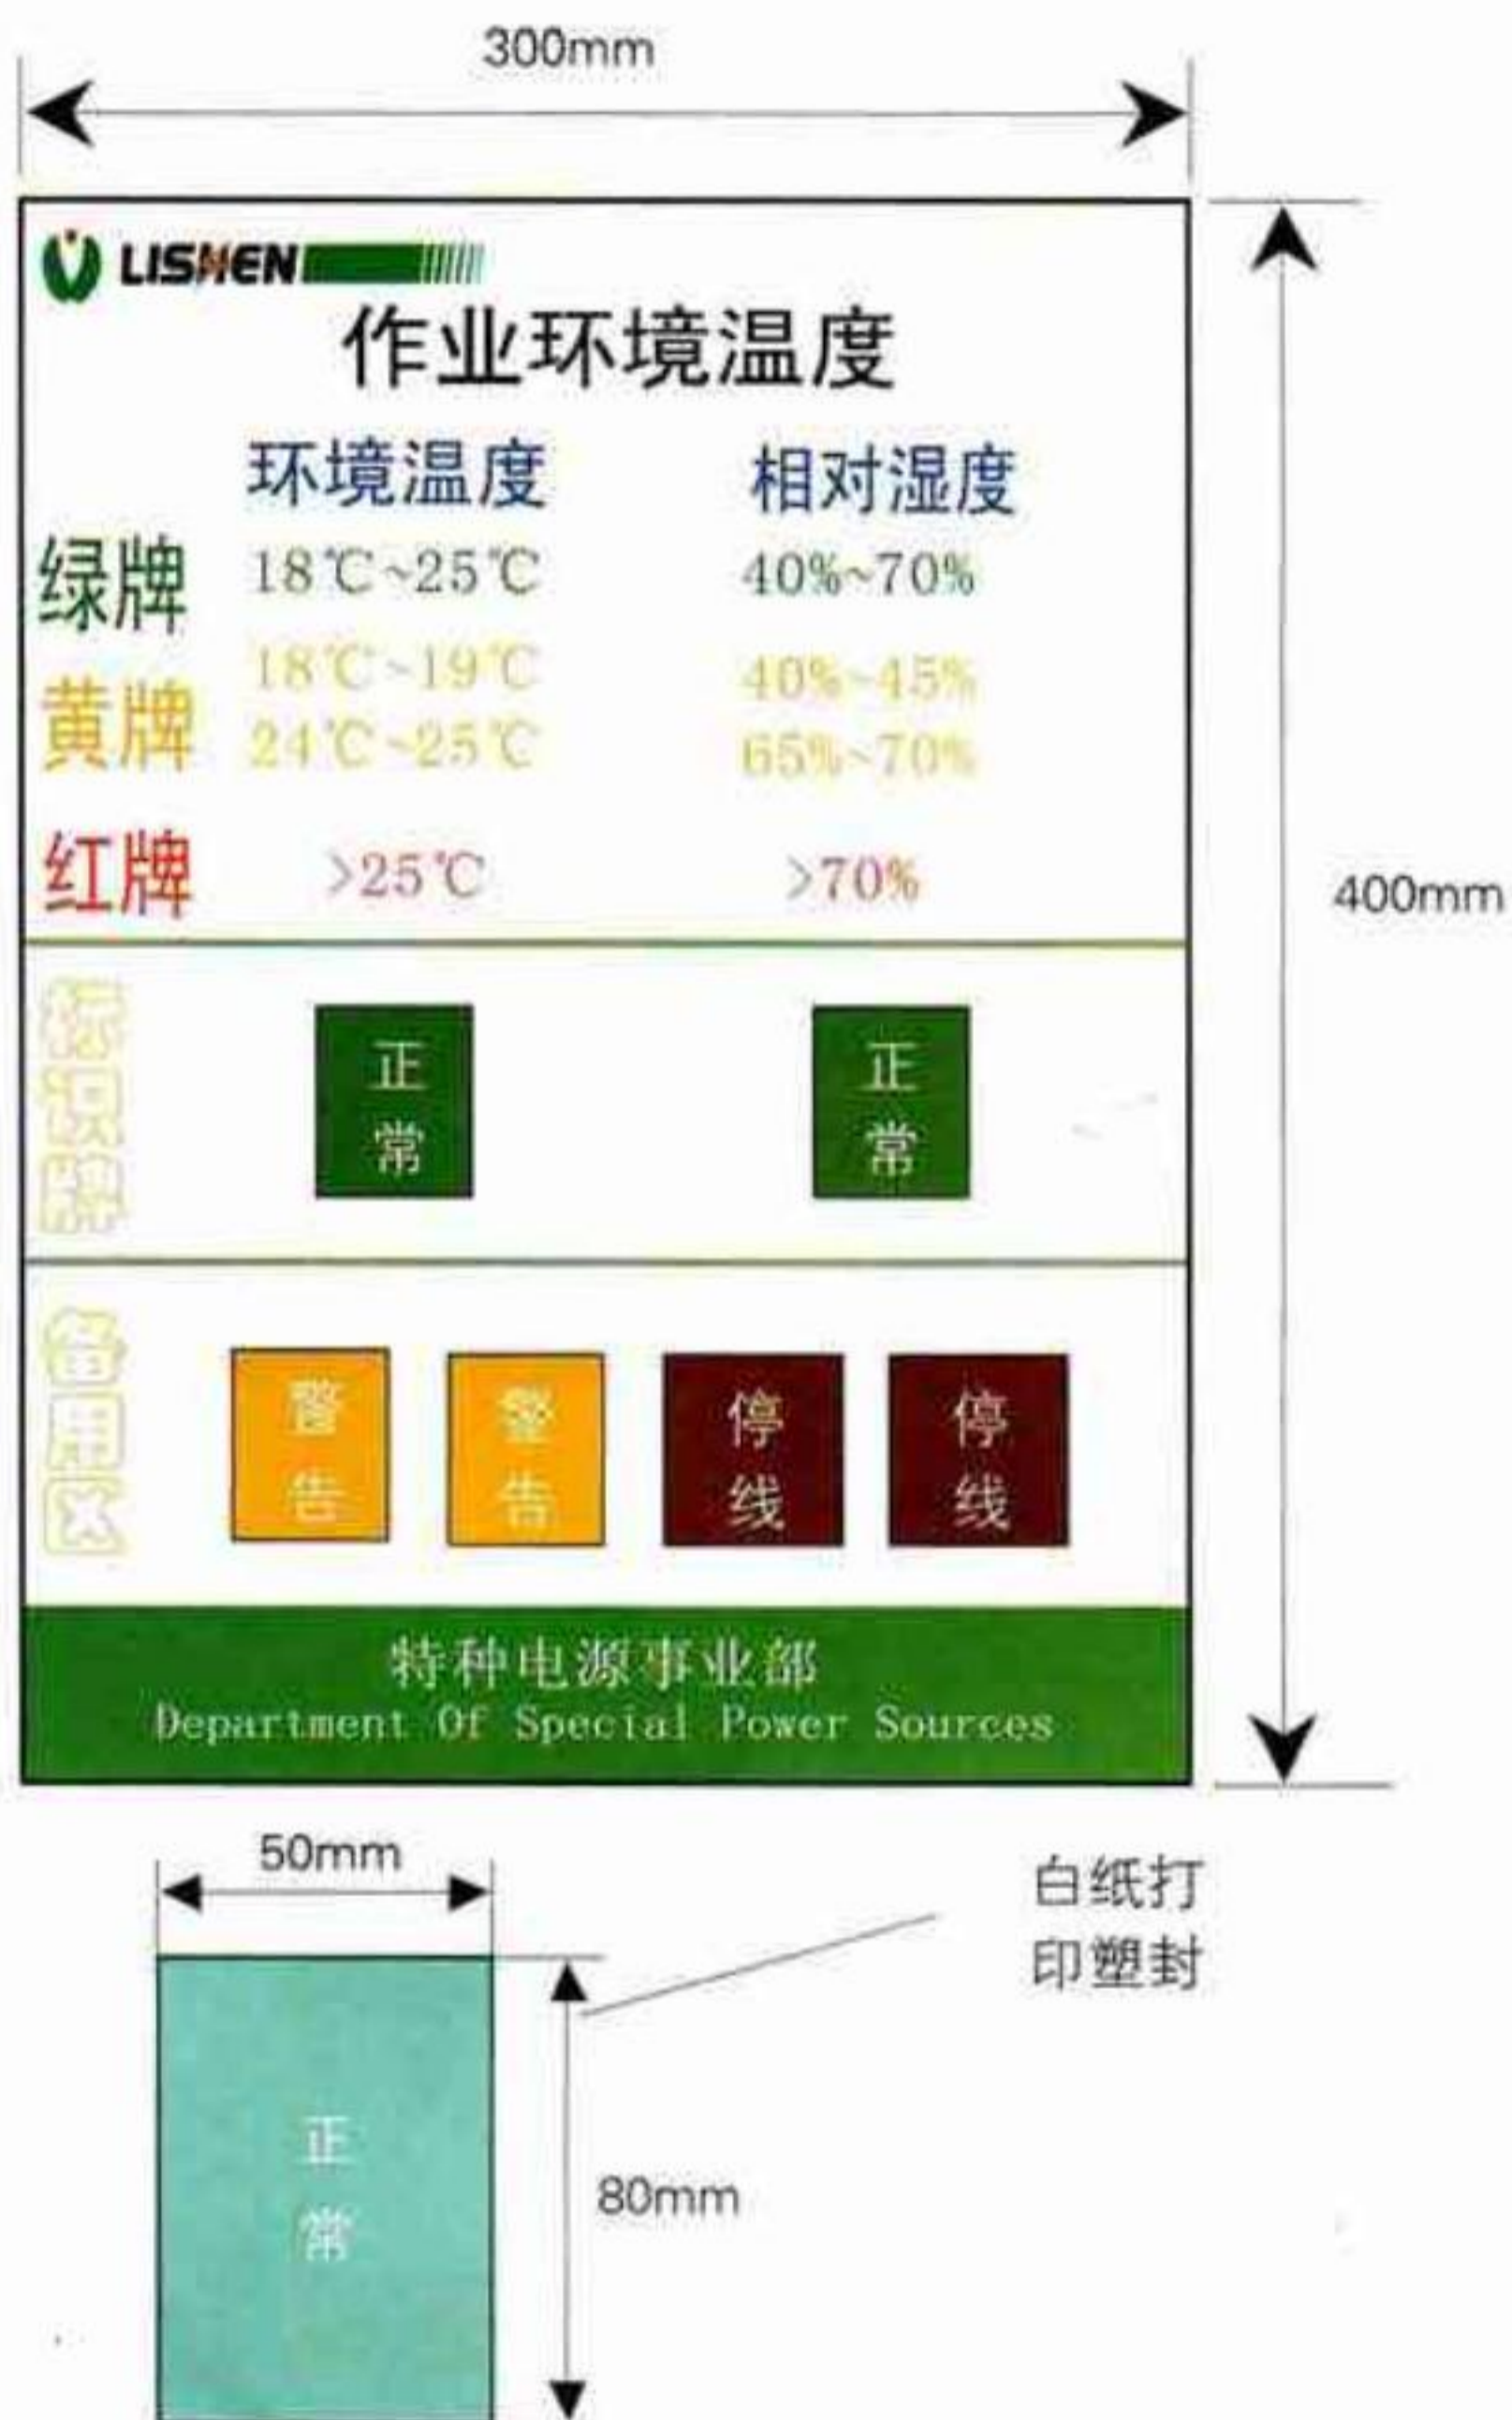 300mm
LISHEN
作业环境温度
环境温度 相对湿度
绿牌 18℃~25℃ 40%~70%
黄牌 18℃~19℃ 40%~45%
24℃~25℃ 65%~70%
红牌 >25℃ >70%
400mm
标识牌
正常
正常
备用区
警告
警告
停线
停线
特种电源事业部
Department Of Special Power Sources
50mm
白纸打
印塑封
正常
80mm